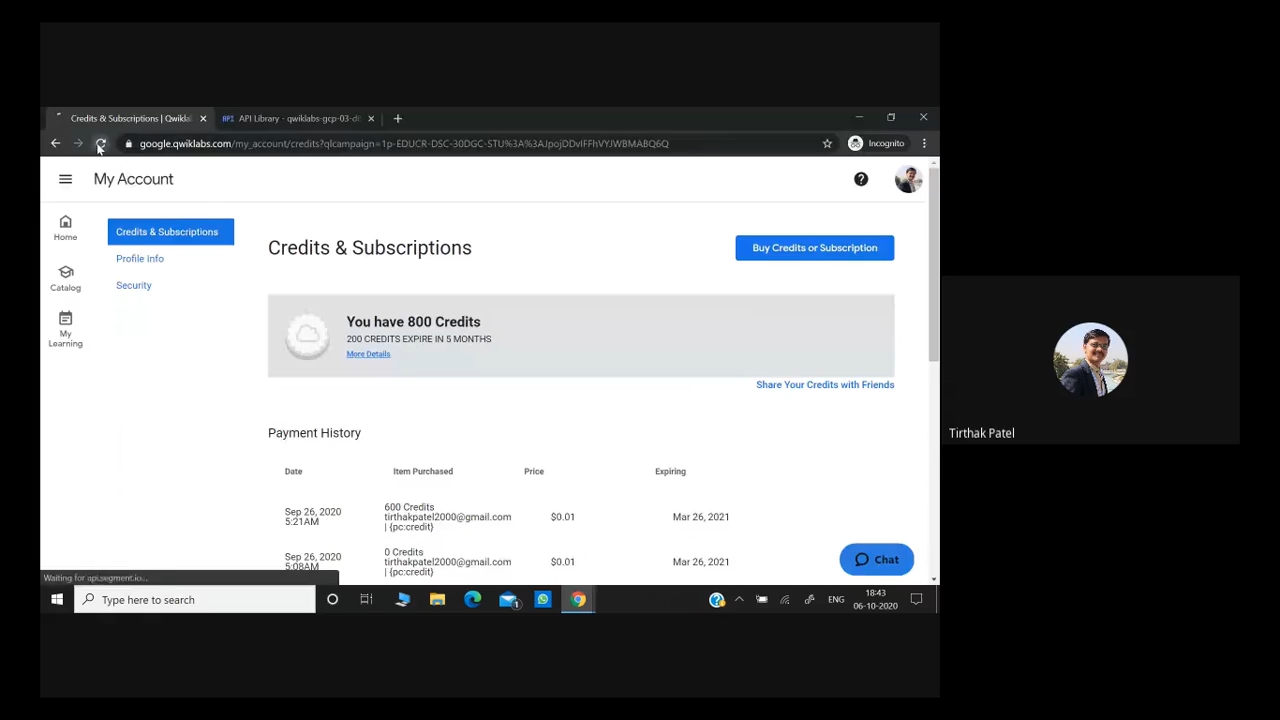 Credits & Subscriptions | Qwikla
API Library - qwiklabs-gcp-03-d
google.qwiklabs.com/my_account/credits?qlcampaign=1p-EDUCR-DSC-30DGC-STU%3A%3AJpojDDvIFFhVYJWBMABQ6Q
Incognito
My Account
Home
Catalog
My
Learning
Credits & Subscriptions
Profile Info
Security
Credits & Subscriptions
Buy Credits or Subscription
You have 800 Credits
200 CREDITS EXPIRE IN 5 MONTHS
More Details
Share Your Credits with Friends
Payment History
Date Item Purchased Price Expiring
Sep 26, 2020
5:21AM
600 Credits
tirthakpatel2000@gmail.com
| {pc:credit}
$0.01
Mar 26, 2021
Sep 26, 2020
5:08AM
0 Credits
tirthakpatel2000@gmail.com
| {pc:credit}
$0.01
Mar 26, 2021
Chat
Waiting for api.segment.io...
Type here to search
ENG
18:43
06-10-2020
Tirthak Patel